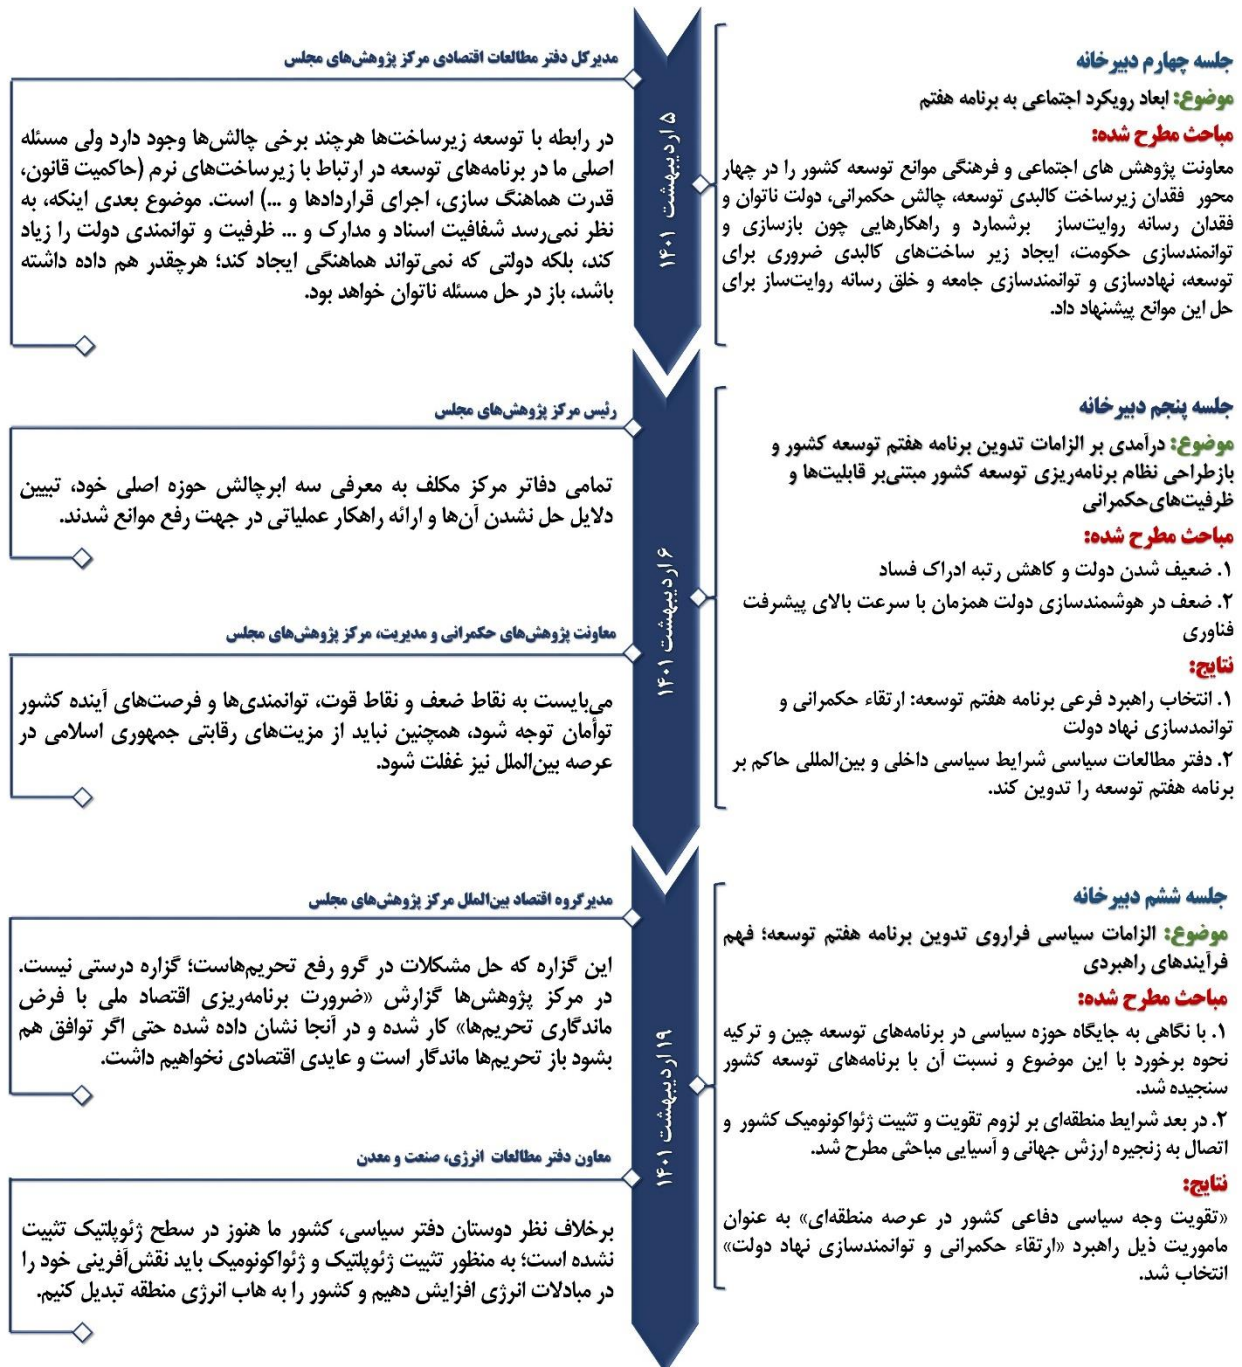 جلسه چهارم دبیرخانه
موضوع: ابعاد رویکرد اجتماعی به برنامه هفتم
مباحث مطرح شده:
معاونت پژوهش های اجتماعی و فرهنگی موانع توسعه کشور را در چهار
محور فقدان زیرساخت کالبدی توسعه، چالش حکمرانی، دولت ناتوان و
فقدان رسانه روایت‌ساز برشمارد و راهکارهایی چون بازسازی و
توانمندسازی حکومت، ایجاد زیر ساخت‌های کالبدی ضروری برای
توسعه، نهادسازی و توانمندسازی جامعه و خلق رسانه روایت‌ساز برای
حل این موانع پیشنهاد داد.
۵ اردیبهشت ۱۴۰۱
مدیرکل دفتر مطالعات اقتصادی مرکز پژوهش‌های مجلس
در رابطه با توسعه زیرساخت‌ها هرچند برخی چالش‌ها وجود دارد ولی مسئله
اصلی ما در برنامه‌های توسعه در ارتباط با زیرساخت‌های نرم (حاکمیت قانون،
قدرت هماهنگ سازی، اجرای قراردادها و ...) است. موضوع بعدی اینکه، به
نظر نمی‌رسد شفافیت اسناد و مدارک و ... ظرفیت و توانمندی دولت را زیاد
کند، بلکه دولتی که نمی‌تواند هماهنگی ایجاد کند؛ هرچقدر هم داده داشته
باشد، باز در حل مسئله ناتوان خواهد بود.
جلسه پنجم دبیرخانه
موضوع: درآمدی بر الزامات تدوین برنامه هفتم توسعه کشور و
بازطراحی نظام برنامه‌ریزی توسعه کشور مبتنی‌بر قابلیت‌ها و
ظرفیت‌های‌حکمرانی
مباحث مطرح شده:
۱. ضعیف شدن دولت و کاهش رتبه ادراک فساد
۲. ضعف در هوشمندسازی دولت همزمان با سرعت بالای پیشرفت
فناوری
نتایج:
۱. انتخاب راهبرد فرعی برنامه هفتم توسعه: ارتقاء حکمرانی و
توانمدسازی نهاد دولت
۲. دفتر مطالعات سیاسی شرایط سیاسی داخلی و بین‌المللی حاکم بر
برنامه هفتم توسعه را تدوین کند.
۶ اردیبهشت ۱۴۰۱
رئیس مرکز پژوهش‌های مجلس
تمامی دفاتر مرکز مکلف به معرفی سه ابرچالش حوزه اصلی خود، تبیین
دلایل حل نشدن آن‌ها و ارائه راهکار عملیاتی در جهت رفع موانع شدند.
معاونت پژوهش‌های حکمرانی و مدیریت، مرکز پژوهش‌های مجلس
می‌بایست به نقاط ضعف و نقاط قوت، توانمندی‌ها و فرصت‌های آینده کشور
توأمان توجه شود، همچنین نباید از مزیت‌های رقابتی جمهوری اسلامی در
عرصه بین‌الملل نیز غفلت شود.
جلسه ششم دبیرخانه
موضوع: الزامات سیاسی فراروی تدوین برنامه هفتم توسعه؛ فهم
فرآیندهای راهبردی
مباحث مطرح شده:
۱. با نگاهی به جایگاه حوزه سیاسی در برنامه‌های توسعه چین و ترکیه
نحوه برخورد با این موضوع و نسبت آن با برنامه‌های توسعه کشور
سنجیده شد.
۲. در بعد شرایط منطقه‌ای بر لزوم تقویت و تثبیت ژئواکونومیک کشور و
اتصال به زنجیره ارزش جهانی و آسیایی مباحثی مطرح شد.
نتایج:
«تقویت وجه سیاسی دفاعی کشور در عرصه منطقه‌ای» به عنوان
ماموریت ذیل راهبرد «ارتقاء حکمرانی و توانمدسازی نهاد دولت»
انتخاب شد.
۱۹ اردیبهشت ۱۴۰۱
مدیرگروه اقتصاد بین‌الملل مرکز پژوهش‌های مجلس
این گزاره که حل مشکلات در گرو رفع تحریم‌هاست؛ گزاره درستی نیست.
در مرکز پژوهش‌ها گزارش «ضرورت برنامه‌ریزی اقتصاد ملی با فرض
ماندگاری تحریم‌ها» کار شده و در آنجا نشان داده شده حتی اگر توافق هم
بشود باز تحریم‌ها ماندگار است و عایدی اقتصادی نخواهیم داشت.
معاون دفتر مطالعات انرژی، صنعت و معدن
برخلاف نظر دوستان دفتر سیاسی، کشور ما هنوز در سطح ژئوپلتیک تثبیت
نشده است؛ به منظور تثبیت ژئوپلتیک و ژئواکونومیک باید نقش‌آفرینی خود را
در مبادلات انرژی افزایش دهیم و کشور را به هاب انرژی منطقه تبدیل کنیم.